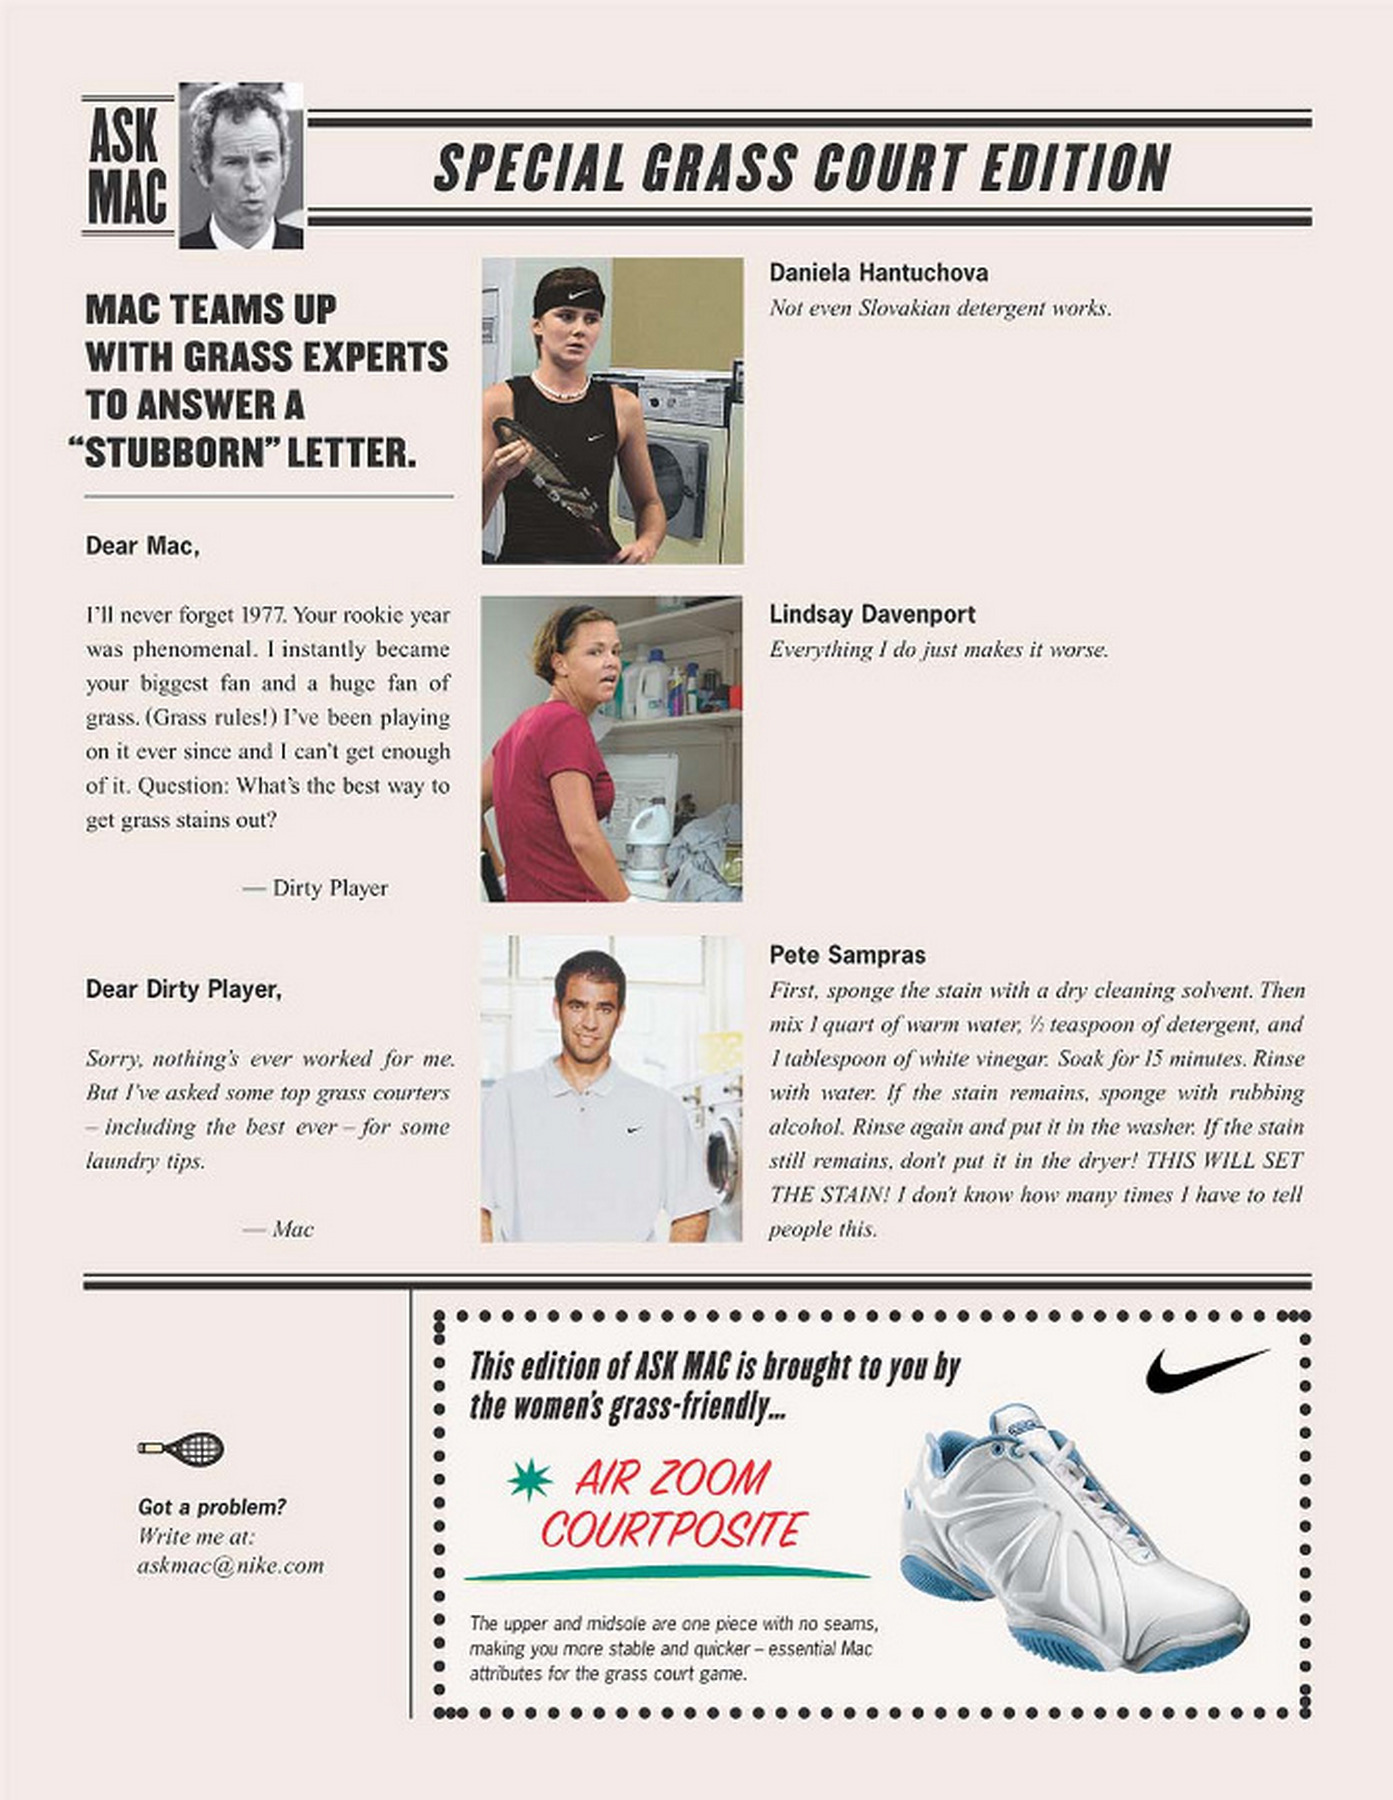 ASK
MAC
SPECIAL GRASS COURT EDITION
MAC TEAMS UP
WITH GRASS EXPERTS
TO ANSWER A
“STUBBORN” LETTER.
Dear Mac,
I’ll never forget 1977. Your rookie year
was phenomenal. I instantly became
your biggest fan and a huge fan of
grass. (Grass rules!) I’ve been playing
on it ever since and I can’t get enough
of it. Question: What’s the best way to
get grass stains out?
— Dirty Player
Dear Dirty Player,
Sorry, nothing’s ever worked for me.
But I’ve asked some top grass courters
– including the best ever – for some
laundry tips.
— Mac
Daniela Hantuchova
Not even Slovakian detergent works.
Lindsay Davenport
Everything I do just makes it worse.
Pete Sampras
First, sponge the stain with a dry cleaning solvent. Then
mix 1 quart of warm water, ½ teaspoon of detergent, and
1 tablespoon of white vinegar. Soak for 15 minutes. Rinse
with water. If the stain remains, sponge with rubbing
alcohol. Rinse again and put it in the washer. If the stain
still remains, don’t put it in the dryer! THIS WILL SET
THE STAIN! I don’t know how many times I have to tell
people this.
Got a problem?
Write me at:
askmac@nike.com
This edition of ASK MAC is brought to you by
the women’s grass-friendly...
AIR ZOOM
COURTPOSITE
The upper and midsole are one piece with no seams,
making you more stable and quicker – essential Mac
attributes for the grass court game.